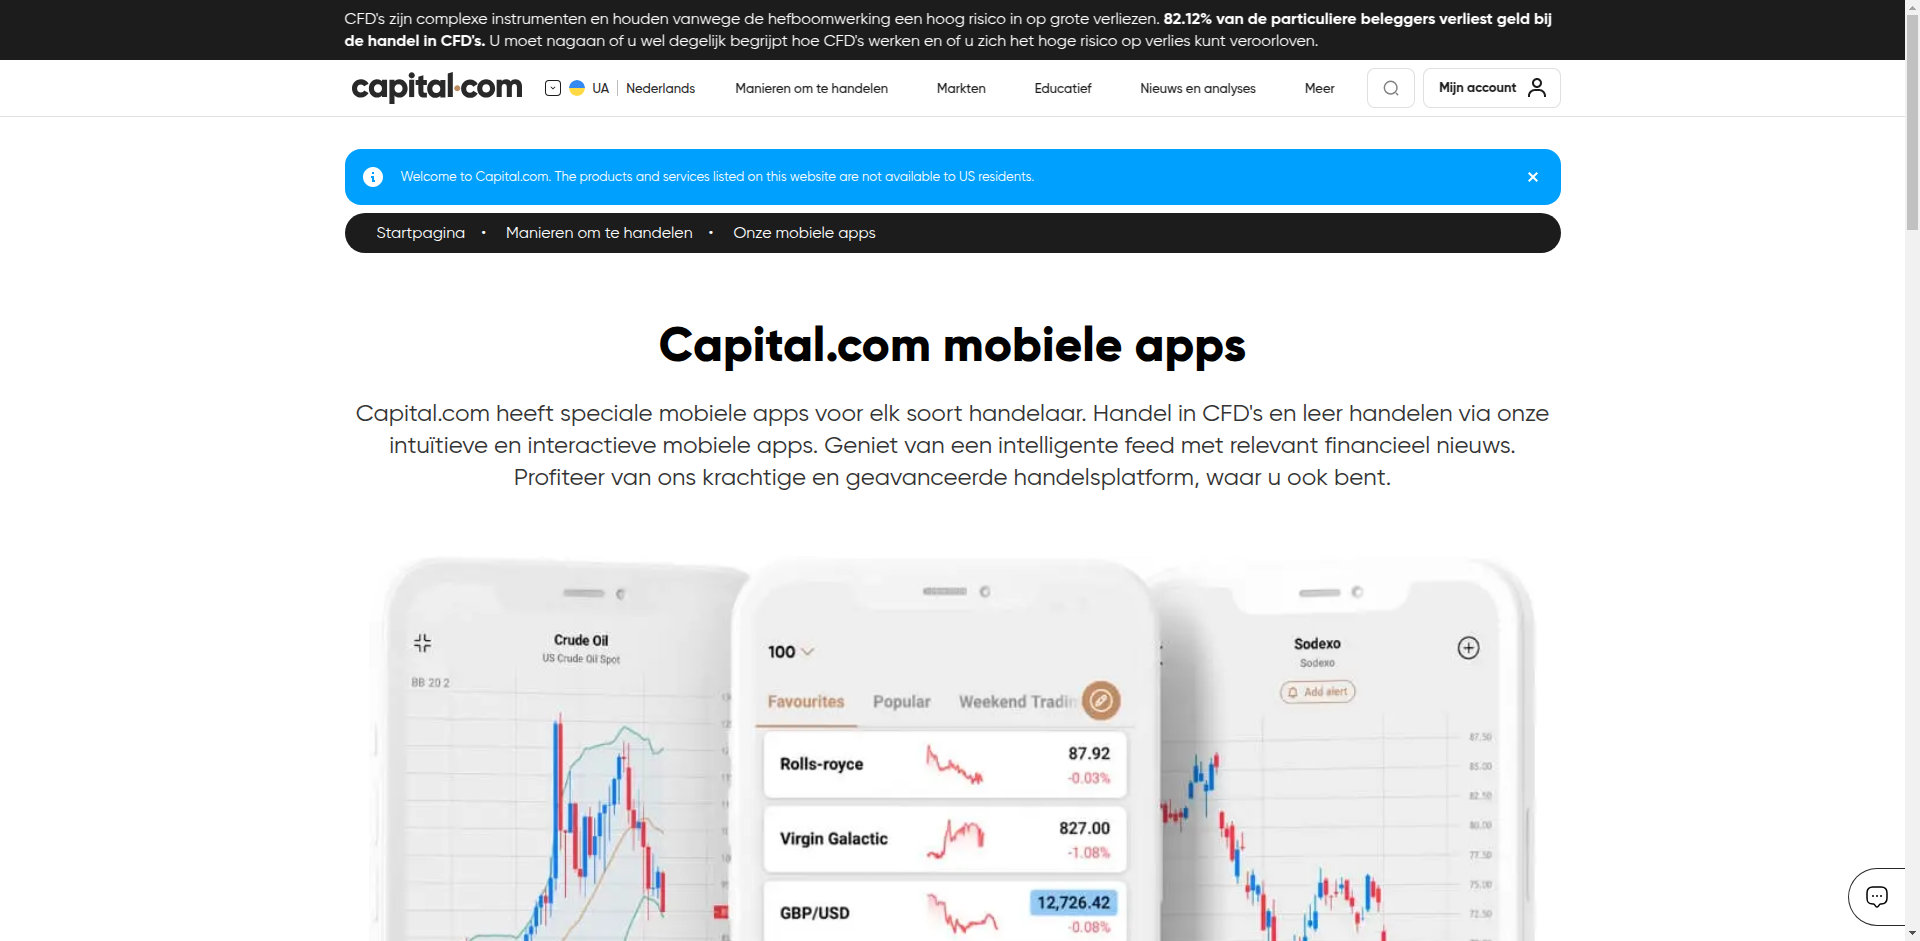 CFD's zijn complexe instrumenten en houden vanwege de hefboomwerking een hoog risico in op grote verliezen. 82.12% van de particuliere beleggers verliest geld bij
de handel in CFD's. U moet nagaan of u wel degelijk begrijpt hoe CFD's werken en of u zich het hoge risico op verlies kunt veroorloven.
capital.com UA Nederlands Manieren om te handelen Markten Educatief Nieuws en analyses Meer Mijn account
Welcome to Capital.com. The products and services listed on this website are not available to US residents.
Startpagina • Manieren om te handelen • Onze mobiele apps
Capital.com mobiele apps
Capital.com heeft speciale mobiele apps voor elk soort handelaar. Handel in CFD's en leer handelen via onze
intuïtieve en interactieve mobiele apps. Geniet van een intelligente feed met relevant financieel nieuws.
Profiteer van ons krachtige en geavanceerde handelsplatform, waar u ook bent.
Crude Oil
US Crude Oil Spot
BB 20 2
100
Favourites Popular Weekend Tradin
Rolls-royce 87.92
-0.03%
Virgin Galactic 827.00
-1.08%
GBP/USD 12,726.42
-0.08%
Sodexo
Sodexo
Add alert
87.50
85.00
82.50
80.00
77.50
75.00
72.50